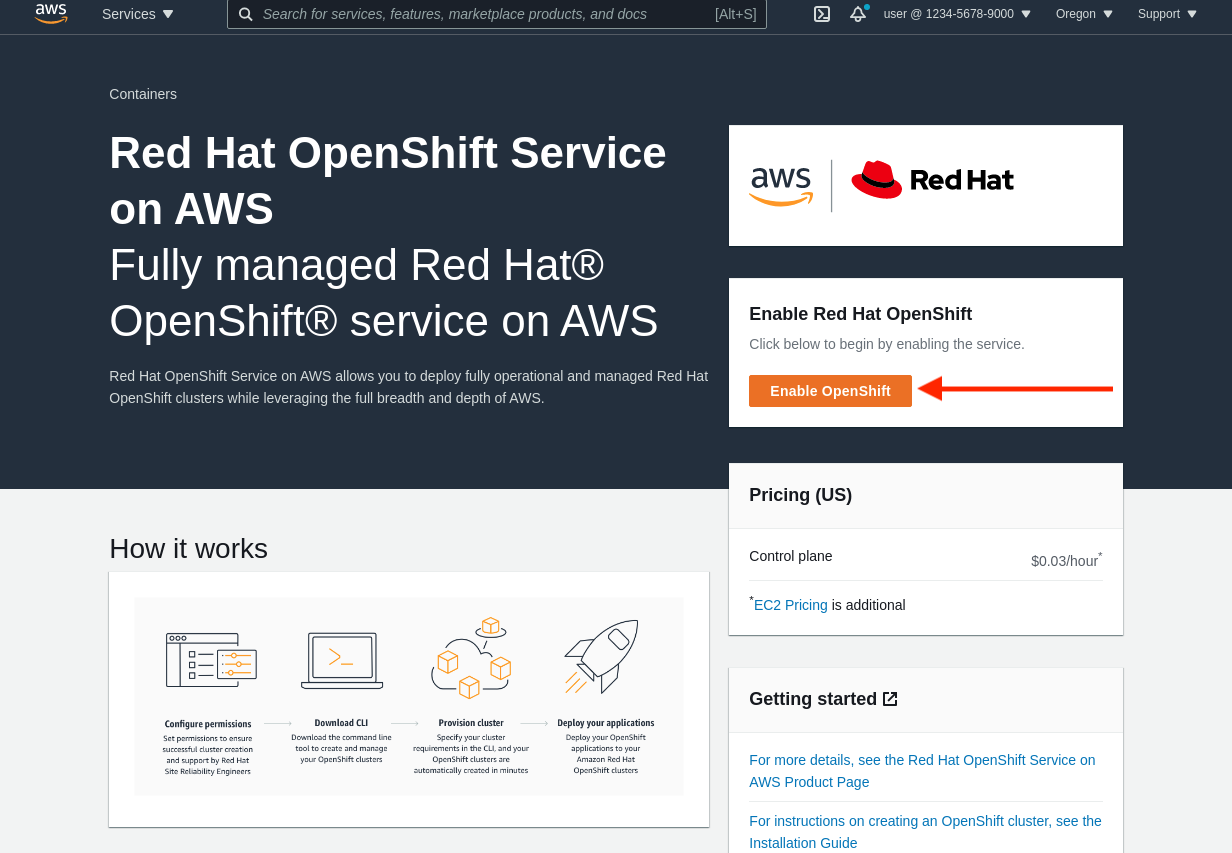 aws
Services
Search for services, features, marketplace products, and docs
[Alt+S]
user @ 1234-5678-9000
Oregon
Support
Containers
Red Hat OpenShift Service
on AWS
Fully managed Red Hat®
OpenShift® service on AWS
Red Hat OpenShift Service on AWS allows you to deploy fully operational and managed Red Hat
OpenShift clusters while leveraging the full breadth and depth of AWS.
aws
Red Hat
Enable Red Hat OpenShift
Click below to begin by enabling the service.
Enable OpenShift
Pricing (US)
Control plane
$0.03/hour*
*EC2 Pricing is additional
How it works
>_
Configure permissions
Set permissions to ensure
successful cluster creation
and support by Red Hat
Site Reliability Engineers
Download CLI
Download the command line
tool to create and manage
your OpenShift clusters
Provision cluster
Specify your cluster
requirements in the CLI, and your
OpenShift clusters are
automatically created in minutes
Deploy your applications
Deploy your OpenShift
applications to your
Amazon Red Hat
OpenShift clusters
Getting started
For more details, see the Red Hat OpenShift Service on
AWS Product Page
For instructions on creating an OpenShift cluster, see the
Installation Guide